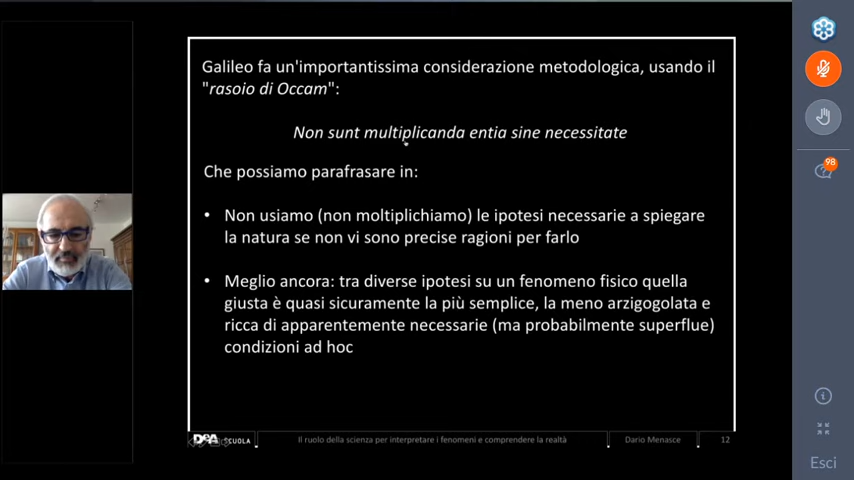 Galileo fa un'importantissima considerazione metodologica, usando il
"rasoio di Occam":
Non sunt multiplicanda entia sine necessitate
Che possiamo parafrasare in:
• Non usiamo (non moltiplichiamo) le ipotesi necessarie a spiegare
la natura se non vi sono precise ragioni per farlo
• Meglio ancora: tra diverse ipotesi su un fenomeno fisico quella
giusta è quasi sicuramente la più semplice, la meno arzigogolata e
ricca di apparentemente necessarie (ma probabilmente superflue)
condizioni ad hoc
DeA SCUOLA
Il ruolo della scienza per interpretare i fenomeni e comprendere la realtà
Dario Menasce
12
98
Esci